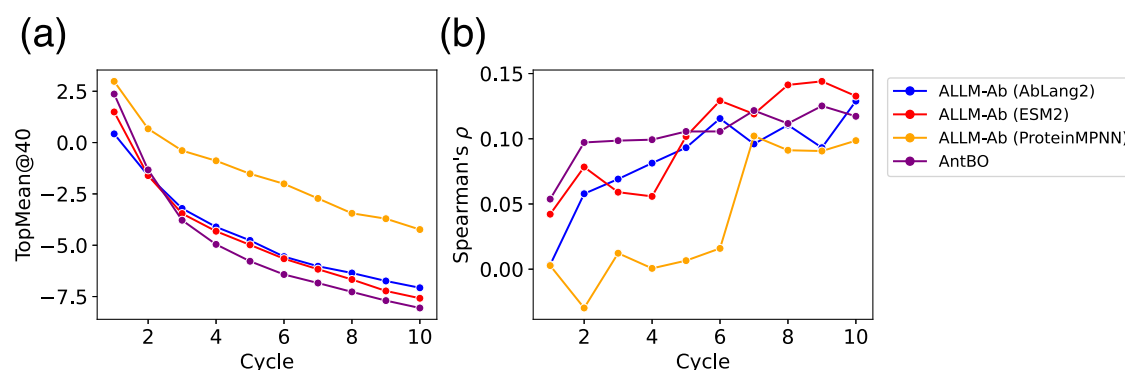 (a)
TopMean@40
2.5
0.0
−2.5
−5.0
−7.5
2
4
6
8
10
Cycle
(b)
Spearman's ρ
0.15
0.10
0.05
0.00
2
4
6
8
10
Cycle
ALLM-Ab (AbLang2)
ALLM-Ab (ESM2)
ALLM-Ab (ProteinMPNN)
AntBO